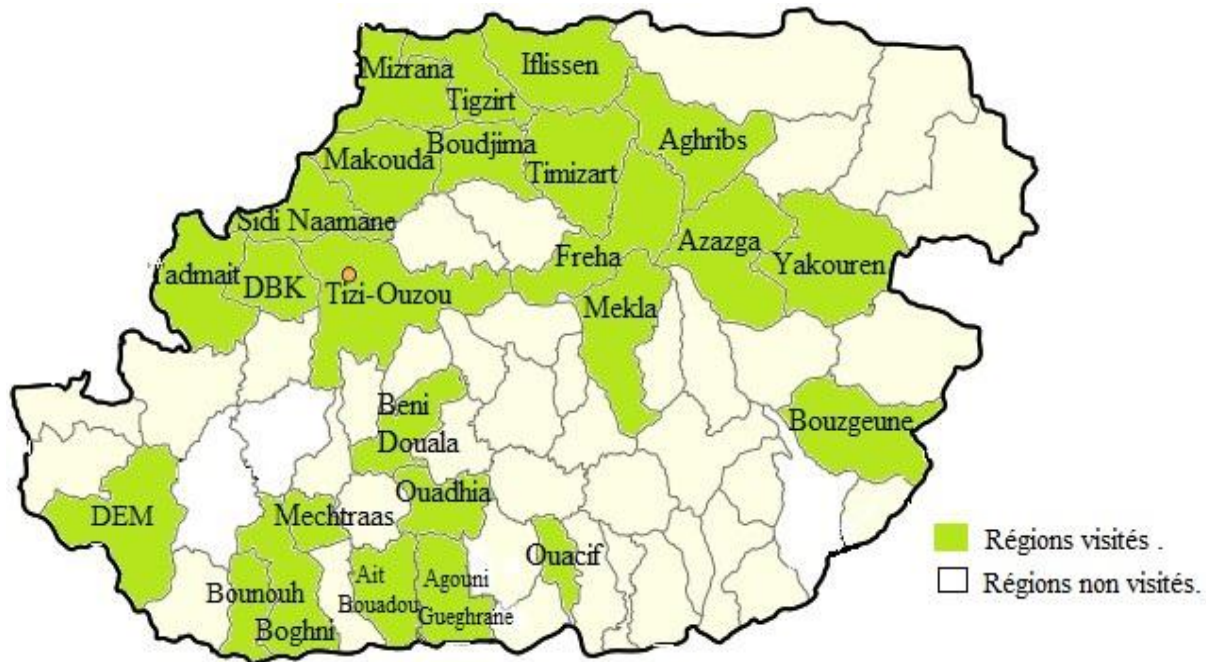 Mizrana
Iflissen
Tigzirt
Aghribs
Boudjima
Makouda
Timizart
Sidi Naamane
Azazga
Freha
Yakouren
Tadmait
DBK
Tizi-Ouzou
Mekla
Beni
Douala
Bouzgeune
Ouadhia
DEM
Mechtraas
Ouacif
Ait
Bouadou
Agouni
Gueghrane
Bounouh
Boghni
Régions visités .
Régions non visités.